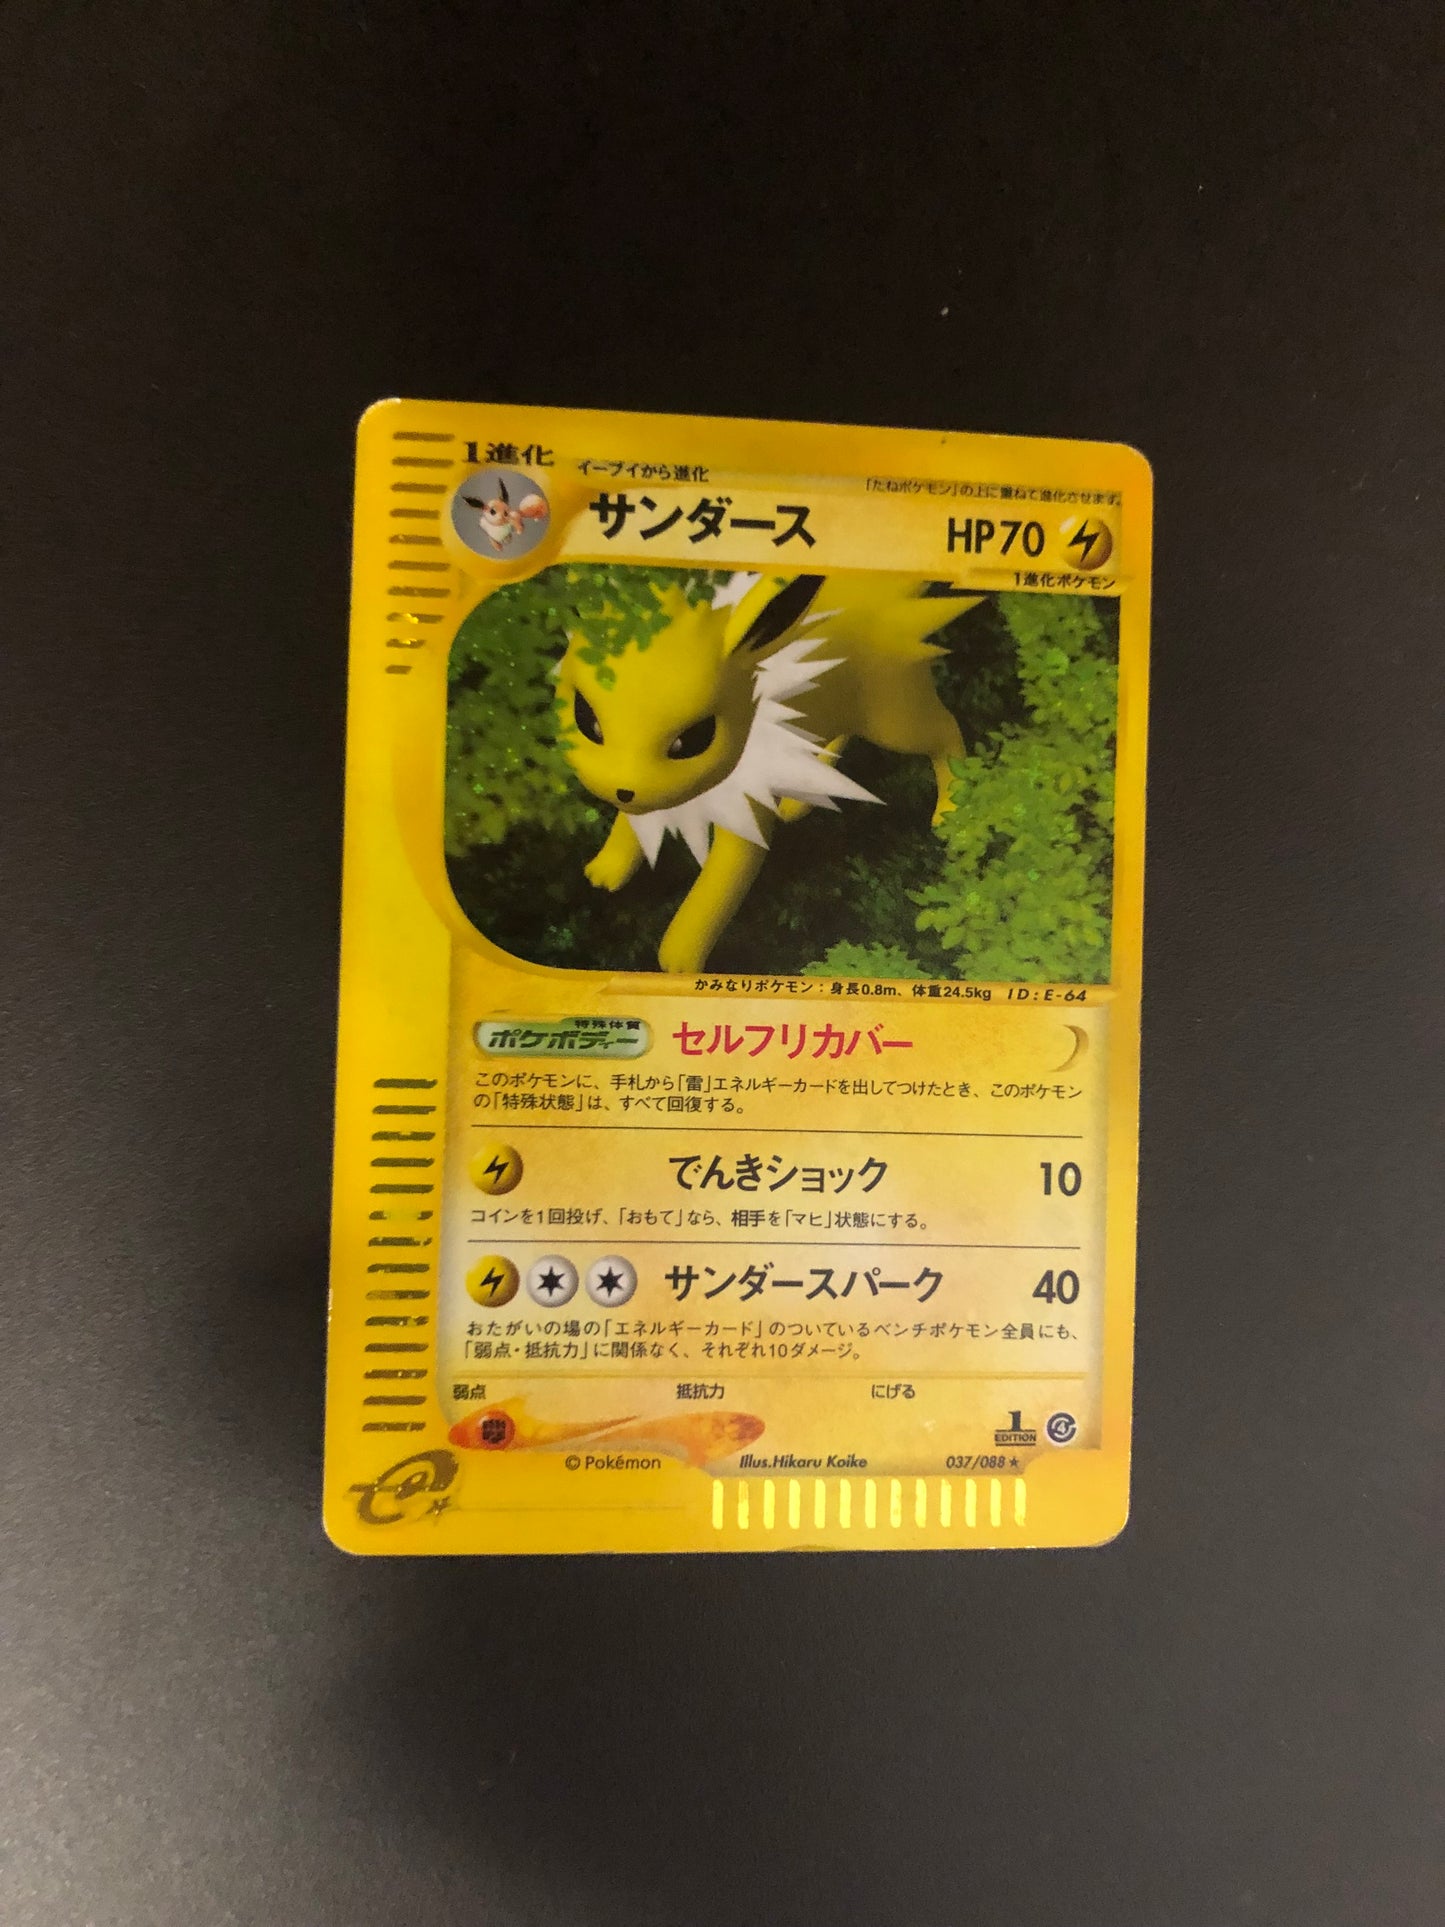 1進化
イーブイから進化
「たねポケモン」の上に重ねて進化させます。
サンダース
HP70
1進化ポケモン
かみなりポケモン：身長0.8m、体重24.5kg ID:E-64
特殊体質
ポケボディー
セルフリカバー
このポケモンに、手札から「雷」エネルギーカードを出してつけたとき、このポケモン
の「特殊状態」は、すべて回復する。
でんきショック 10
コインを1回投げ、「おもて」なら、相手を「マヒ」状態にする。
サンダースパーク 40
おたがいの場の「エネルギーカード」のついているベンチポケモン全員にも、
「弱点・抵抗力」に関係なく、それぞれ10ダメージ。
弱点 抵抗力 にげる
1
EDITION
4
© Pokémon Illus.Hikaru Koike 037/088★
e